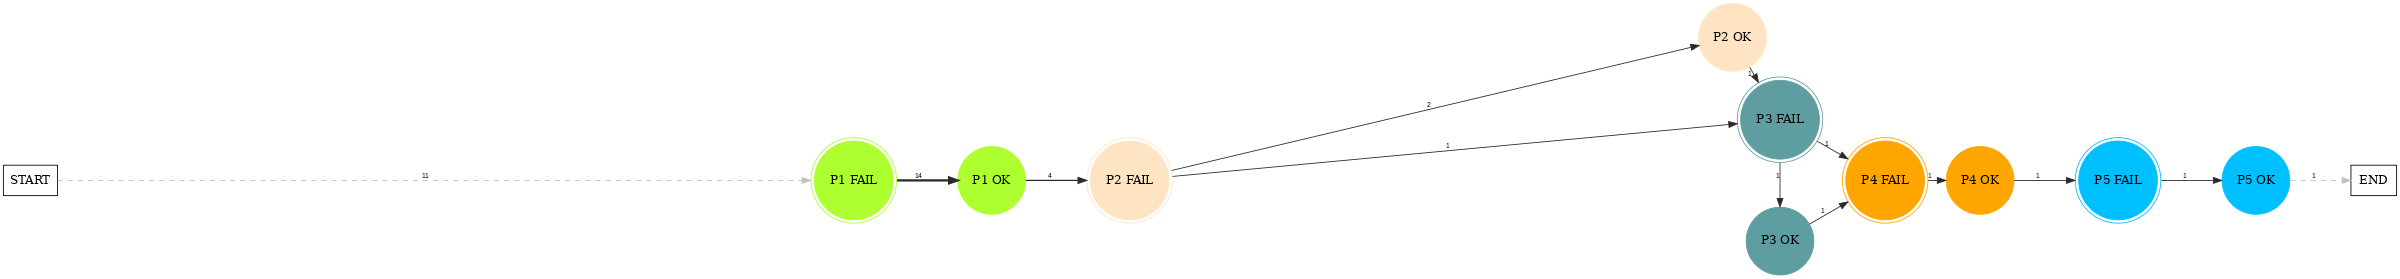 START
11
P1 FAIL
14
P1 OK
4
P2 FAIL
2
1
P2 OK
1
P3 FAIL
1
1
P3 OK
1
P4 FAIL
1
P4 OK
1
P5 FAIL
1
P5 OK
1
END